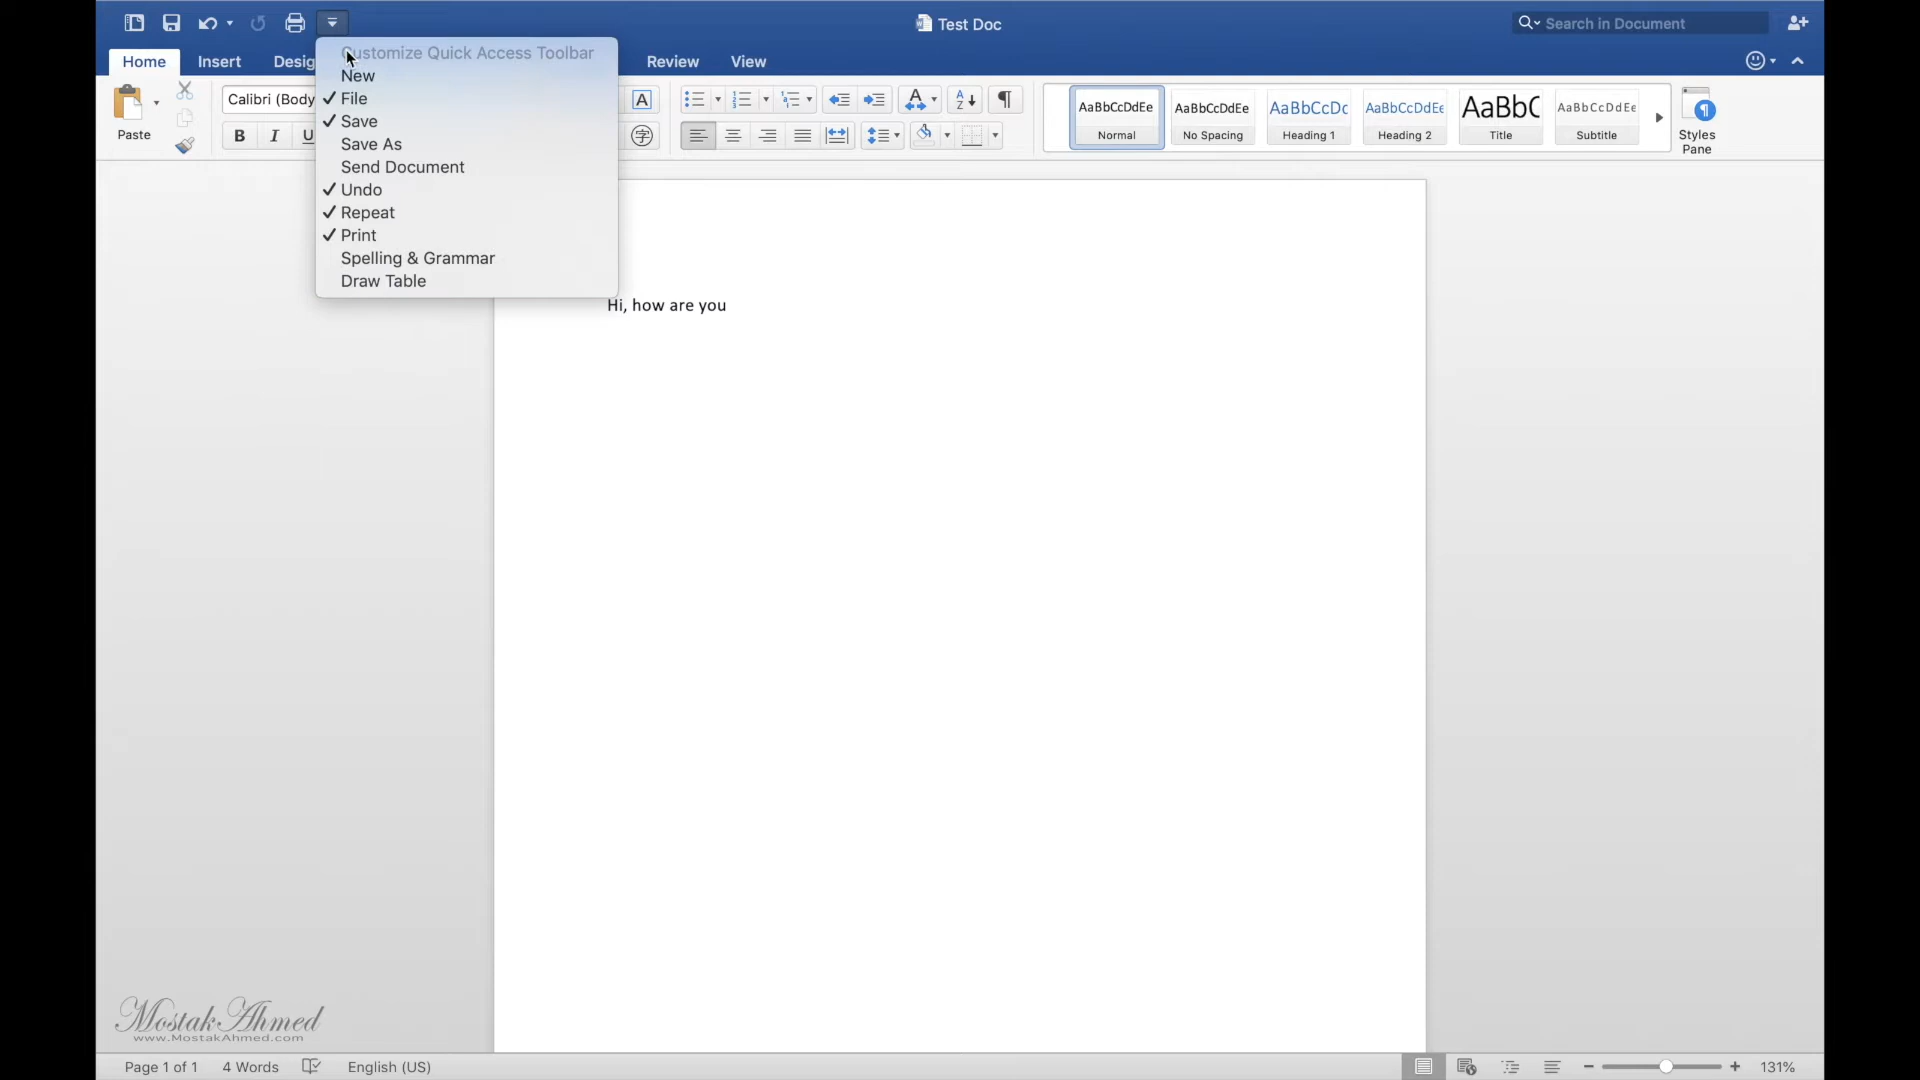 Test Doc
Search in Document
Home Insert Desig Review View
Customize Quick Access Toolbar
New
File
Save
Save As
Send Document
Undo
Repeat
Print
Spelling & Grammar
Draw Table
Paste
Calibri (Body
B I U
A
字
AaBbCcDdEe AaBbCcDdEe AaBbCcDc AaBbCcDdEe AaBbC AaBbCcDdEe
Normal No Spacing Heading 1 Heading 2 Title Subtitle
Styles
Pane
Hi, how are you
Mostak Ahmed
www.MostakAhmed.com
Page 1 of 1 4 Words English (US) 131%